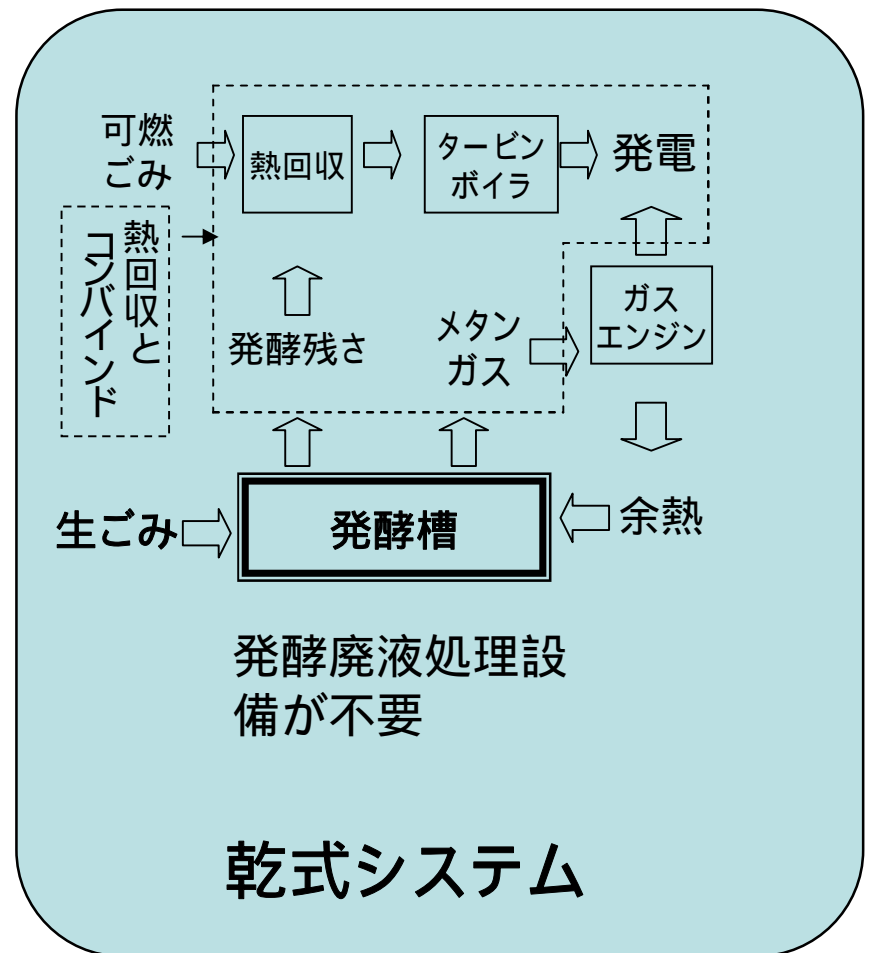 可燃
ごみ
熱回収
タービン
ボイラ
発電
熱回収と
コンバインド
発酵残さ
メタン
ガス
ガス
エンジン
生ごみ
発酵槽
余熱
発酵廃液処理設
備が不要
乾式システム